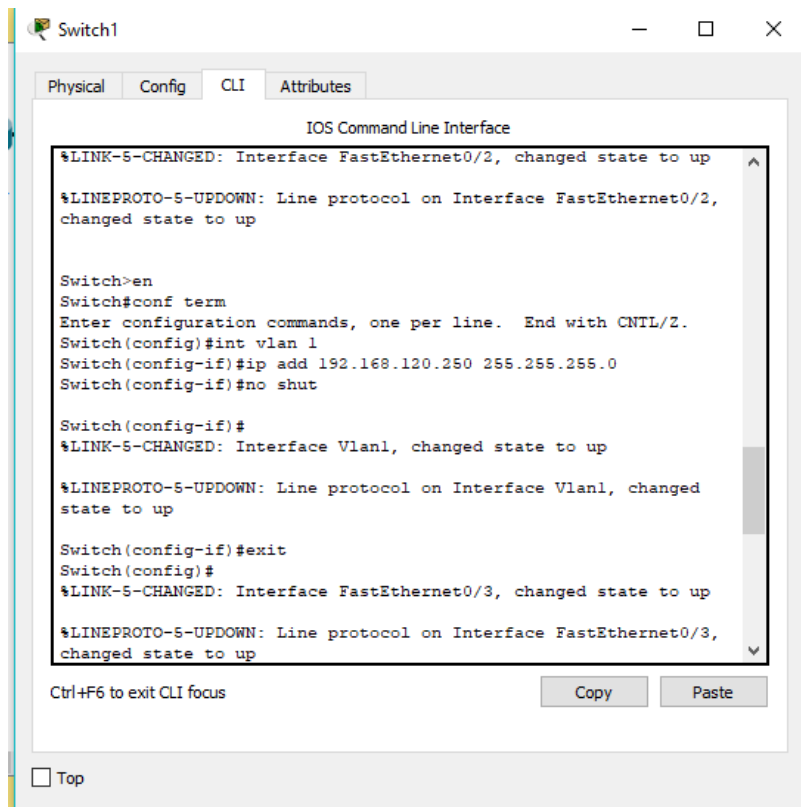 Switch1
Physical Config CLI Attributes
IOS Command Line Interface
%LINK-5-CHANGED: Interface FastEthernet0/2, changed state to up
%LINEPROTO-5-UPDOWN: Line protocol on Interface FastEthernet0/2,
changed state to up
Switch>en
Switch#conf term
Enter configuration commands, one per line.  End with CNTL/Z.
Switch(config)#int vlan 1
Switch(config-if)#ip add 192.168.120.250 255.255.255.0
Switch(config-if)#no shut
Switch(config-if)#
%LINK-5-CHANGED: Interface Vlan1, changed state to up
%LINEPROTO-5-UPDOWN: Line protocol on Interface Vlan1, changed
state to up
Switch(config-if)#exit
Switch(config)#
%LINK-5-CHANGED: Interface FastEthernet0/3, changed state to up
%LINEPROTO-5-UPDOWN: Line protocol on Interface FastEthernet0/3,
changed state to up
Ctrl+F6 to exit CLI focus Copy Paste
Top